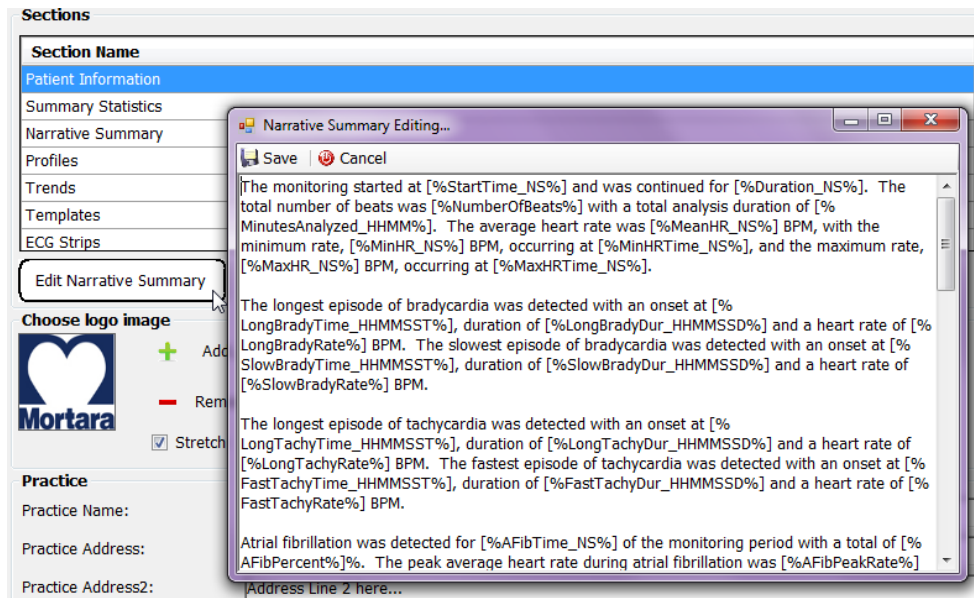 Sections
Section Name
Patient Information
Summary Statistics
Narrative Summary
Profiles
Trends
Templates
ECG Strips
Edit Narrative Summary
Choose logo image
Mortara
Add
Rem
Stretch
Practice
Practice Name:
Practice Address:
Practice Address2:
Address Line 2 here...
Narrative Summary Editing...
Save
Cancel
The monitoring started at [%StartTime_NS%] and was continued for [%Duration_NS%].  The
total number of beats was [%NumberOfBeats%] with a total analysis duration of [%
MinutesAnalyzed_HHMM%].  The average heart rate was [%MeanHR_NS%] BPM, with the
minimum rate, [%MinHR_NS%] BPM, occurring at [%MinHRTime_NS%], and the maximum rate,
[%MaxHR_NS%] BPM, occurring at [%MaxHRTime_NS%].
The longest episode of bradycardia was detected with an onset at [%
LongBradyTime_HHMMSST%], duration of [%LongBradyDur_HHMMSSD%] and a heart rate of [%
LongBradyRate%] BPM.  The slowest episode of bradycardia was detected with an onset at [%
SlowBradyTime_HHMMSST%], duration of [%SlowBradyDur_HHMMSSD%] and a heart rate of
[%SlowBradyRate%] BPM.
The longest episode of tachycardia was detected with an onset at [%
LongTachyTime_HHMMSST%], duration of [%LongTachyDur_HHMMSSD%] and a heart rate of
[%LongTachyRate%] BPM.  The fastest episode of tachycardia was detected with an onset at [%
FastTachyTime_HHMMSST%], duration of [%FastTachyDur_HHMMSSD%] and a heart rate of [%
FastTachyRate%] BPM.
Atrial fibrillation was detected for [%AFibTime_NS%] of the monitoring period with a total of [%
AFibPercent%]%.  The peak average heart rate during atrial fibrillation was [%AFibPeakRate%]